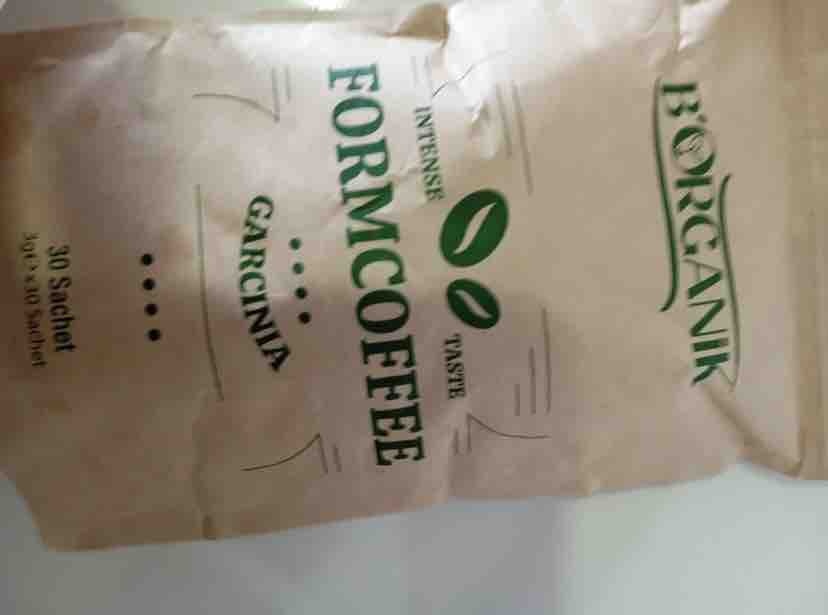 B'ORGANIK
INTENSE TASTE
FORMCOFFEE
GARCINIA
30 Sachet